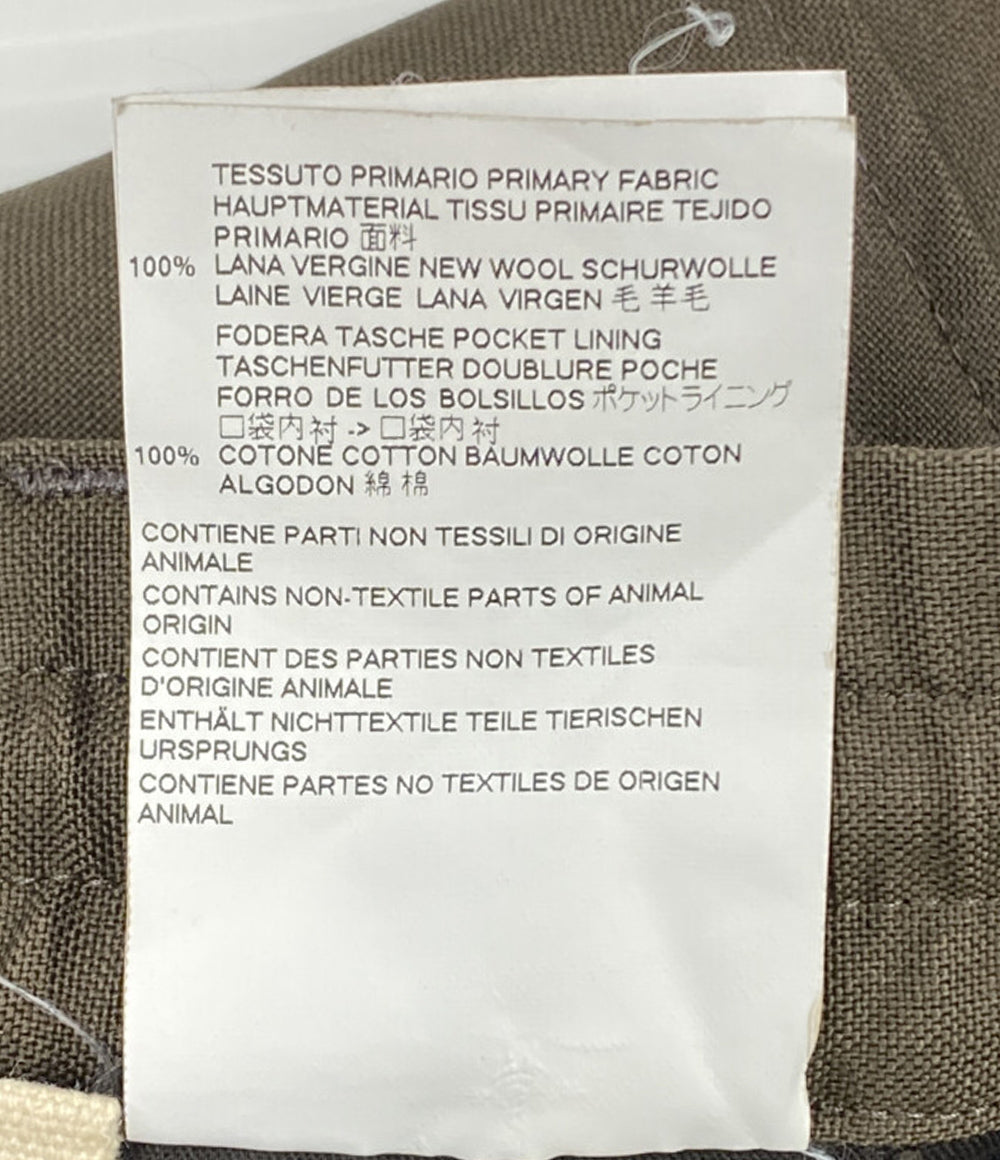 TESSUTO PRIMARIO PRIMARY FABRIC
HAUPTMATERIAL TISSU PRIMAIRE TEJIDO
PRIMARIO 面料
100% LANA VERGINE NEW WOOL SCHURWOLLE
LAINE VIERGE LANA VIRGEN 毛 羊毛
FODERA TASCHE POCKET LINING
TASCHENFUTTER DOUBLURE POCHE
FORRO DE LOS BOLSILLOS ポケットライニング
口袋内衬 -> 口袋内衬
100% COTONE COTTON BAUMWOLLE COTON
ALGODON 綿 棉
CONTIENE PARTI NON TESSILI DI ORIGINE
ANIMALE
CONTAINS NON-TEXTILE PARTS OF ANIMAL
ORIGIN
CONTIENT DES PARTIES NON TEXTILES
D'ORIGINE ANIMALE
ENTHÄLT NICHTTEXTILE TEILE TIERISCHEN
URSPRUNGS
CONTIENE PARTES NO TEXTILES DE ORIGEN
ANIMAL